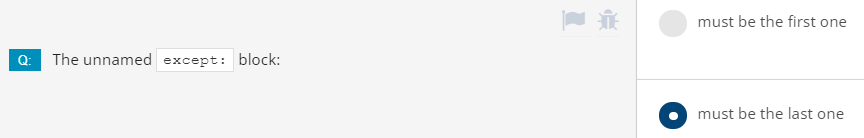 must be the first one
Q: The unnamed except: block:
must be the last one